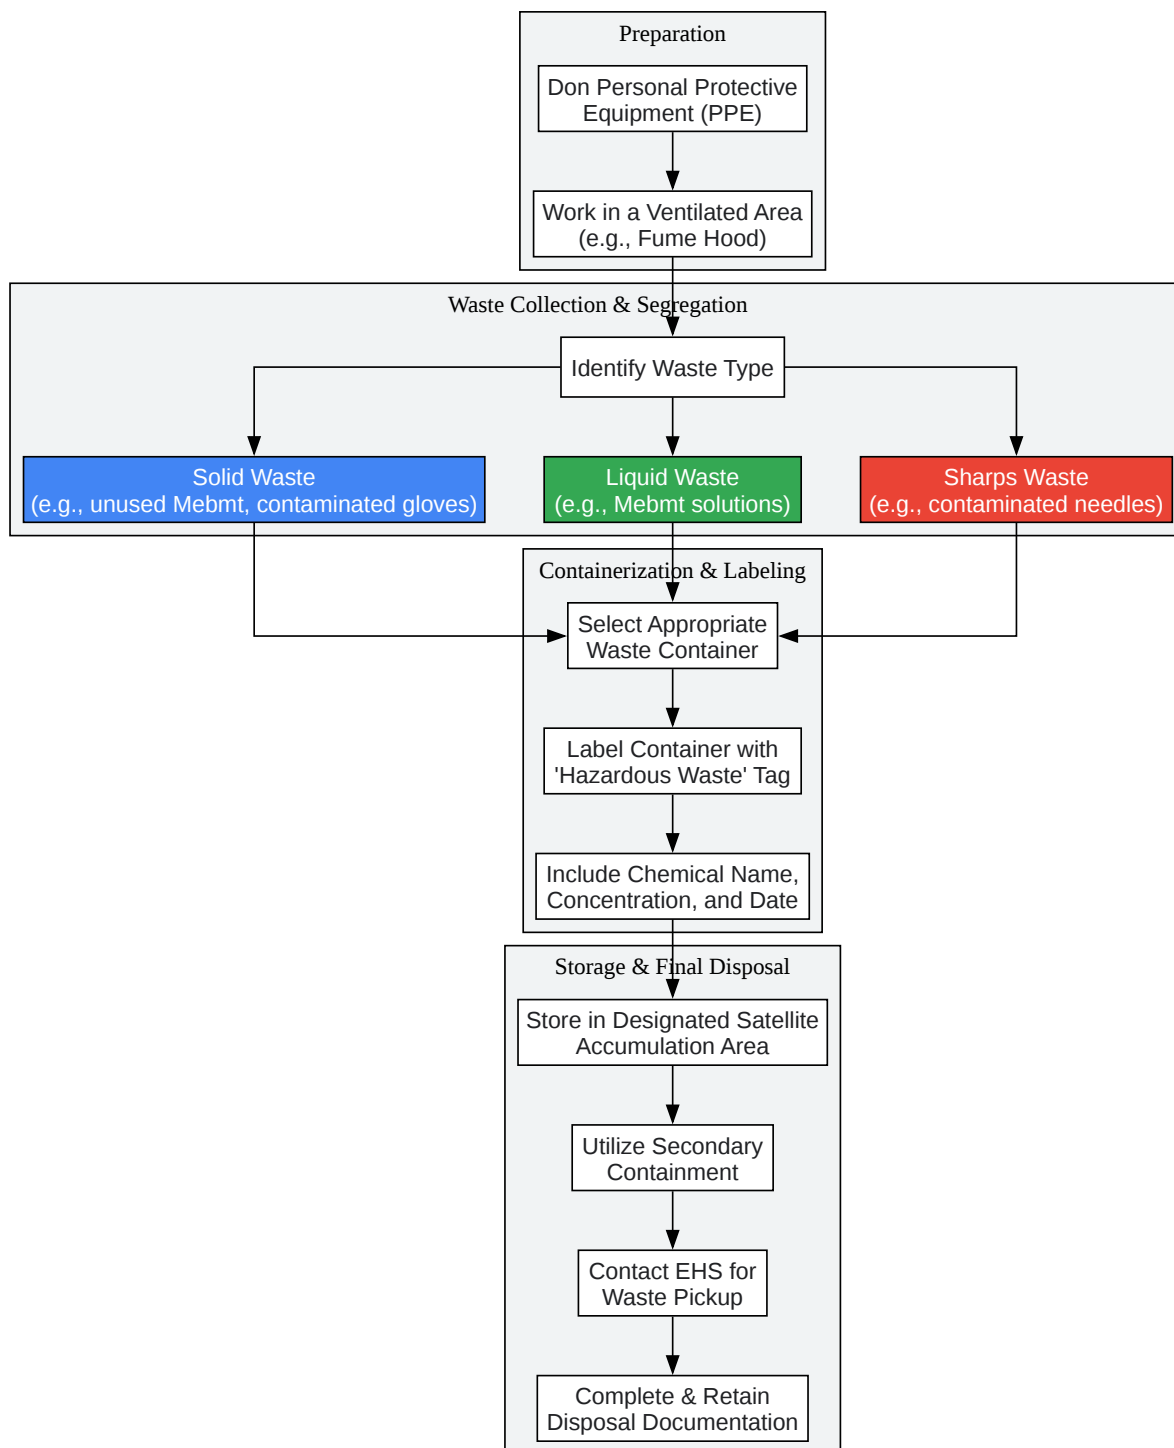 Preparation
Don Personal Protective
Equipment (PPE)
Work in a Ventilated Area
(e.g., Fume Hood)
Waste Collection & Segregation
Identify Waste Type
Solid Waste
(e.g., unused Mebmt, contaminated gloves)
Liquid Waste
(e.g., Mebmt solutions)
Sharps Waste
(e.g., contaminated needles)
Containerization & Labeling
Select Appropriate
Waste Container
Label Container with
'Hazardous Waste' Tag
Include Chemical Name,
Concentration, and Date
Storage & Final Disposal
Store in Designated Satellite
Accumulation Area
Utilize Secondary
Containment
Contact EHS for
Waste Pickup
Complete & Retain
Disposal Documentation